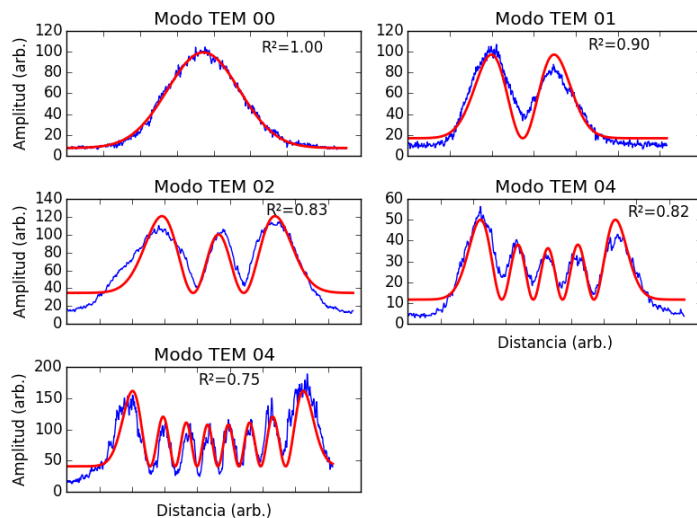 Modo TEM 00
Amplitud (arb.)
120
100
80
60
40
20
0
R²=1.00
Modo TEM 01
120
100
80
60
40
20
0
R²=0.90
Modo TEM 02
Amplitud (arb.)
140
120
100
80
60
40
20
0
R²=0.83
Modo TEM 04
60
50
40
30
20
10
0
R²=0.82
Distancia (arb.)
Modo TEM 04
Amplitud (arb.)
200
150
100
50
0
R²=0.75
Distancia (arb.)